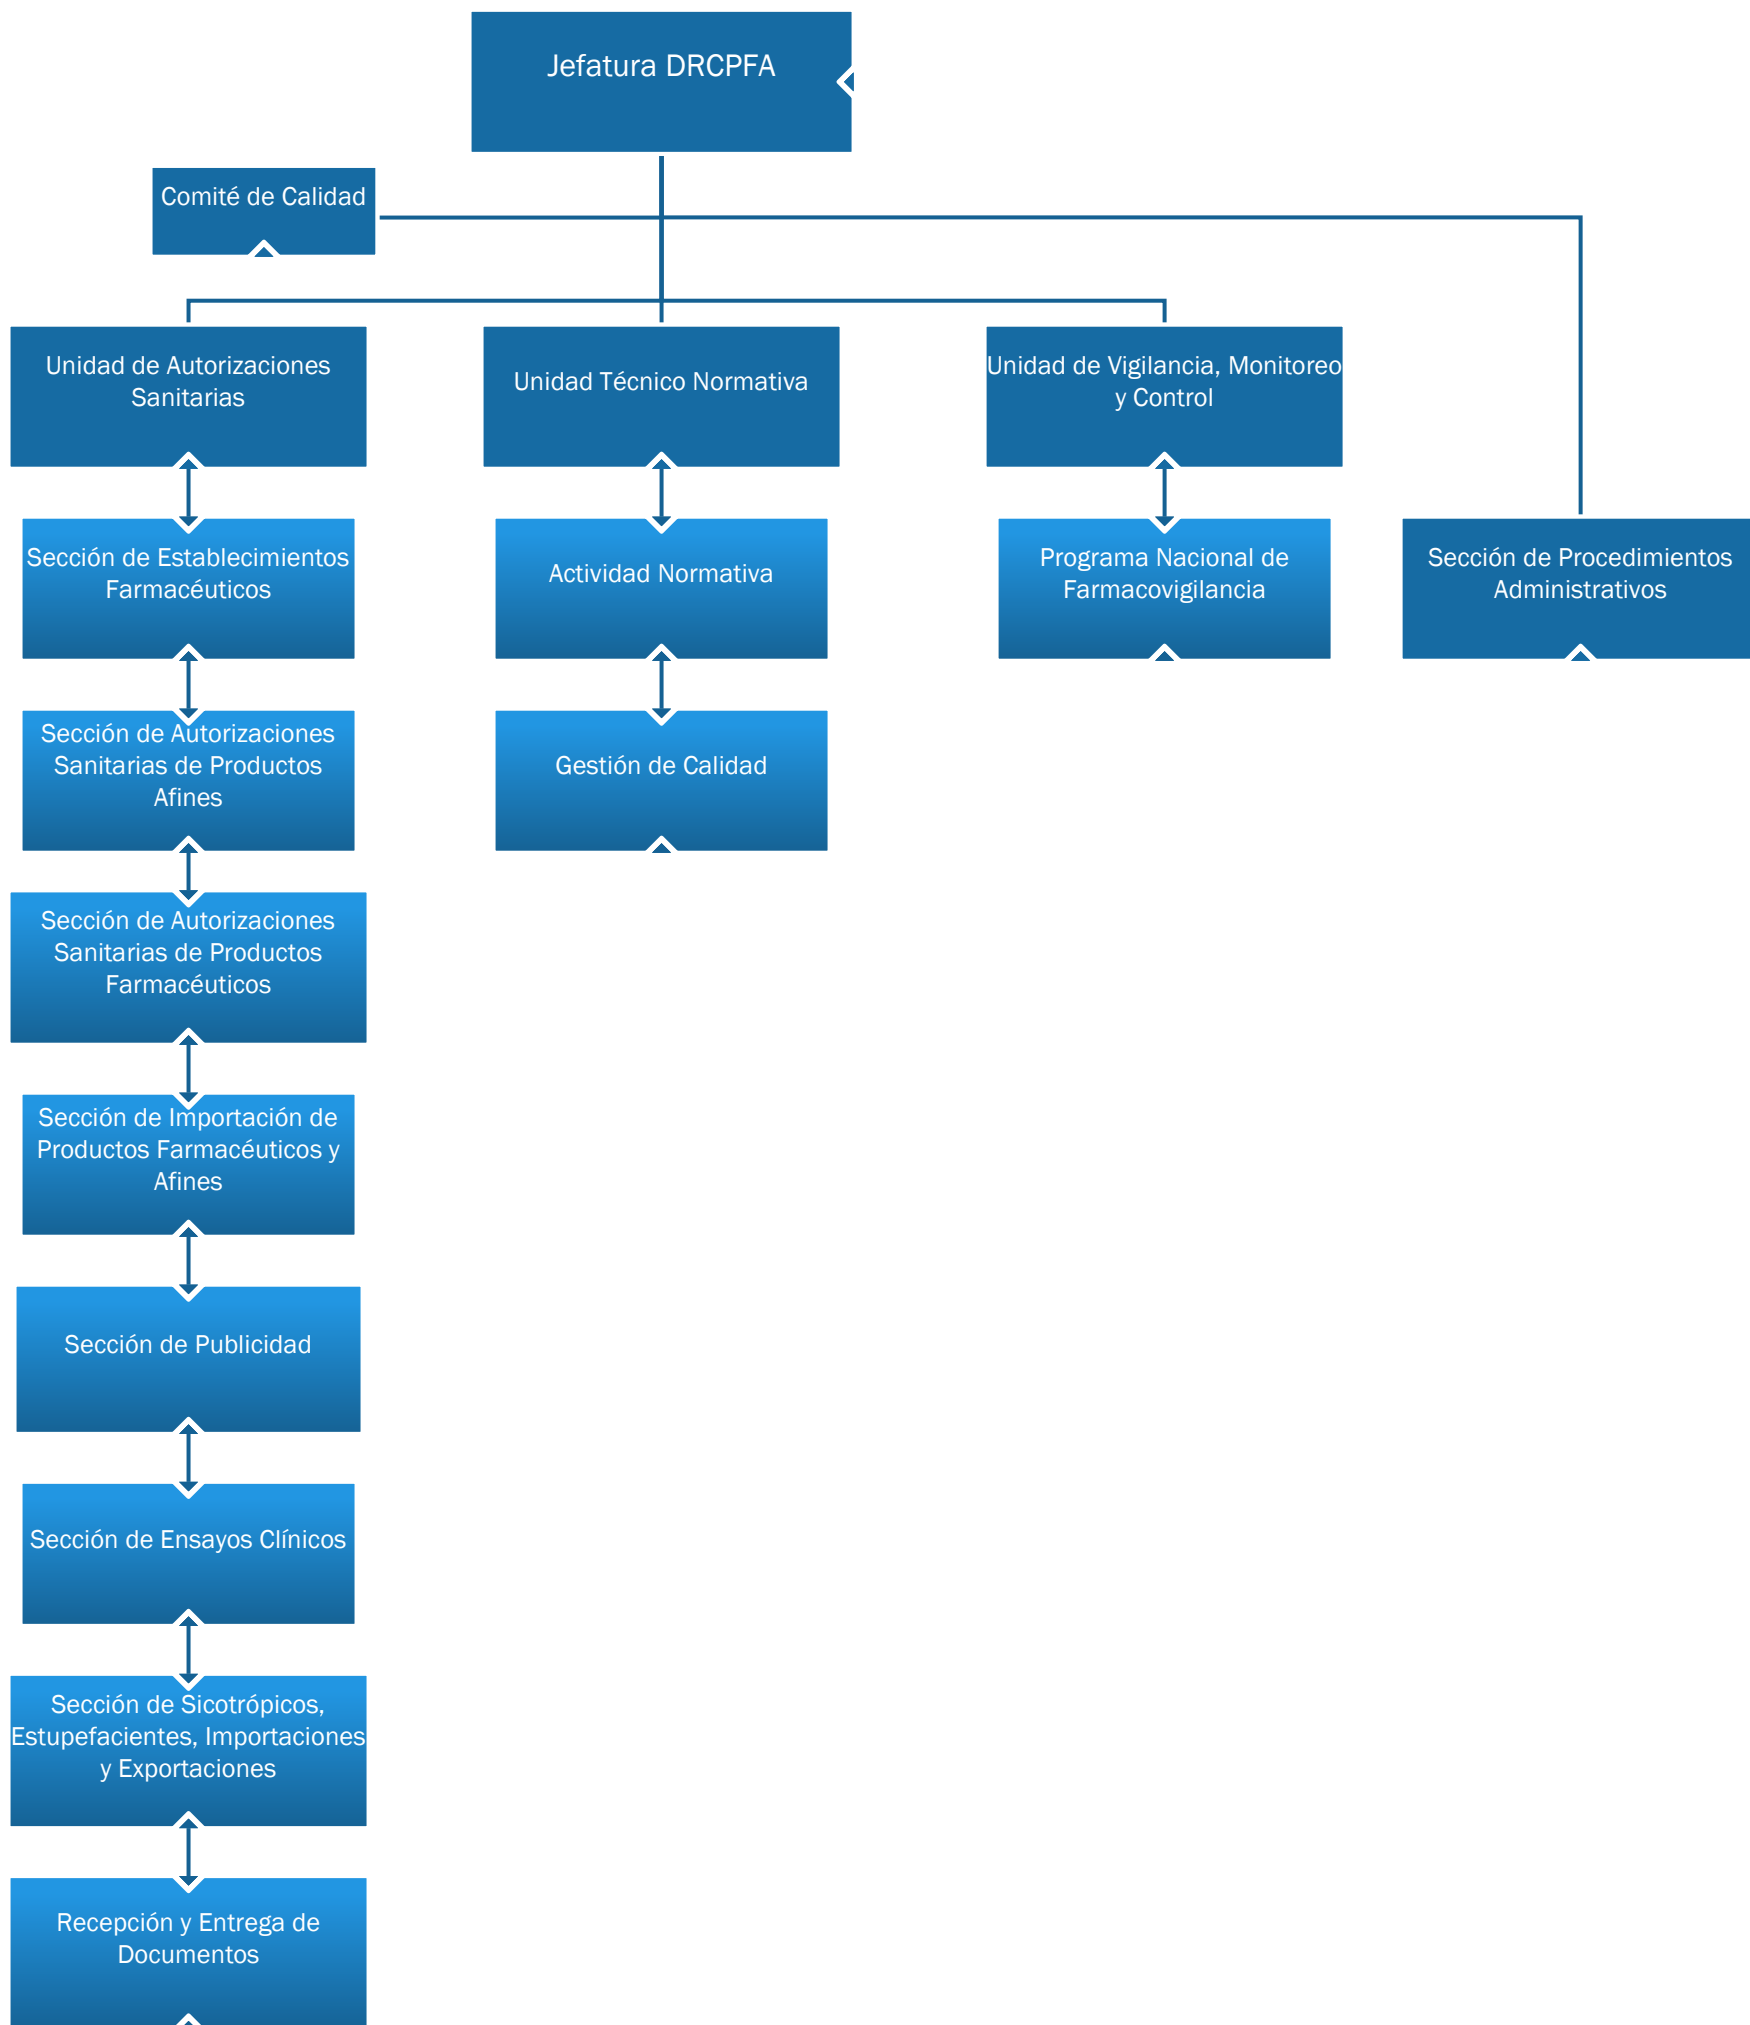 Jefatura DRCPFA
Comité de Calidad
Unidad de Autorizaciones
Sanitarias
Unidad Técnico Normativa
Unidad de Vigilancia, Monitoreo
y Control
Sección de Establecimientos
Farmacéuticos
Actividad Normativa
Programa Nacional de
Farmacovigilancia
Sección de Procedimientos
Administrativos
Sección de Autorizaciones
Sanitarias de Productos
Afines
Gestión de Calidad
Sección de Autorizaciones
Sanitarias de Productos
Farmacéuticos
Sección de Importación de
Productos Farmacéuticos y
Afines
Sección de Publicidad
Sección de Ensayos Clínicos
Sección de Sicotrópicos,
Estupefacientes, Importaciones
y Exportaciones
Recepción y Entrega de
Documentos